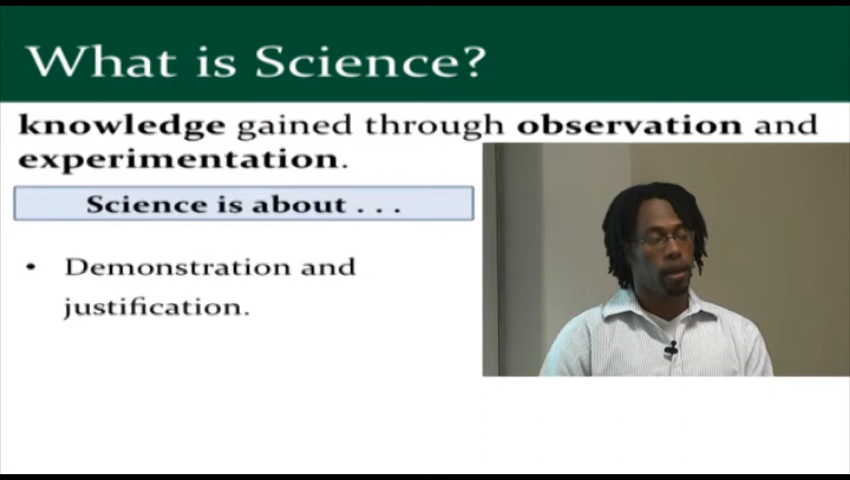 What is Science?
knowledge gained through observation and
experimentation.
Science is about . . .
• Demonstration and
justification.